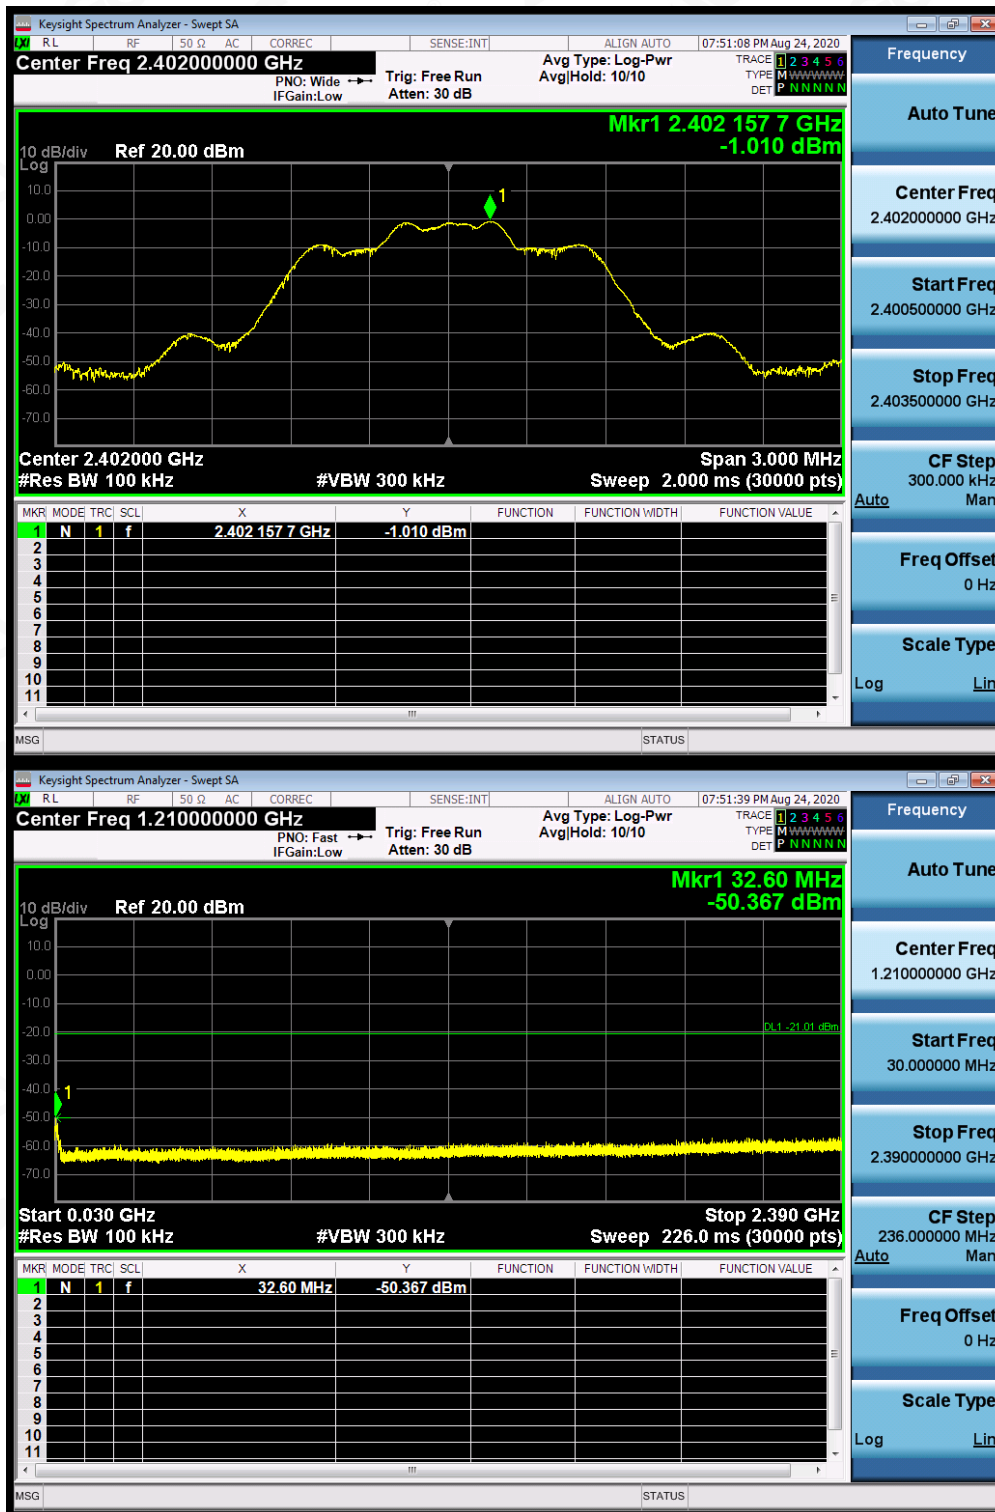 Keysight Spectrum Analyzer - Swept SA
LXI RL RF 50 Ω AC CORREC SENSE:INT ALIGN AUTO 07:51:08 PM Aug 24, 2020
Center Freq 2.402000000 GHz Avg Type: Log-Pwr TRACE 1 2 3 4 5 6
PNO: Wide Trig: Free Run Avg|Hold: 10/10 TYPE M WWWWW
IFGain:Low Atten: 30 dB DET P N N N N N
Mkr1 2.402 157 7 GHz
10 dB/div Ref 20.00 dBm -1.010 dBm
Log
10.0
0.00
-10.0
-20.0
-30.0
-40.0
-50.0
-60.0
-70.0
1
Center 2.402000 GHz Span 3.000 MHz
#Res BW 100 kHz #VBW 300 kHz Sweep 2.000 ms (30000 pts)
MKR MODE TRC SCL X Y FUNCTION FUNCTION WIDTH FUNCTION VALUE
1 N 1 f 2.402 157 7 GHz -1.010 dBm
2
3
4
5
6
7
8
9
10
11
MSG STATUS
Frequency
Auto Tune
Center Freq
2.402000000 GHz
Start Freq
2.400500000 GHz
Stop Freq
2.403500000 GHz
CF Step
300.000 kHz
Auto Man
Freq Offset
0 Hz
Scale Type
Log Lin
Keysight Spectrum Analyzer - Swept SA
LXI RL RF 50 Ω AC CORREC SENSE:INT ALIGN AUTO 07:51:39 PM Aug 24, 2020
Center Freq 1.210000000 GHz Avg Type: Log-Pwr TRACE 1 2 3 4 5 6
PNO: Fast Trig: Free Run Avg|Hold: 10/10 TYPE M WWWWW
IFGain:Low Atten: 30 dB DET P N N N N N
Mkr1 32.60 MHz
10 dB/div Ref 20.00 dBm -50.367 dBm
Log
10.0
0.00
-10.0
-20.0
-30.0
-40.0
-50.0
-60.0
-70.0
DL1 -21.01 dBm
1
Start 0.030 GHz Stop 2.390 GHz
#Res BW 100 kHz #VBW 300 kHz Sweep 226.0 ms (30000 pts)
MKR MODE TRC SCL X Y FUNCTION FUNCTION WIDTH FUNCTION VALUE
1 N 1 f 32.60 MHz -50.367 dBm
2
3
4
5
6
7
8
9
10
11
MSG STATUS
Frequency
Auto Tune
Center Freq
1.210000000 GHz
Start Freq
30.000000 MHz
Stop Freq
2.390000000 GHz
CF Step
236.000000 MHz
Auto Man
Freq Offset
0 Hz
Scale Type
Log Lin